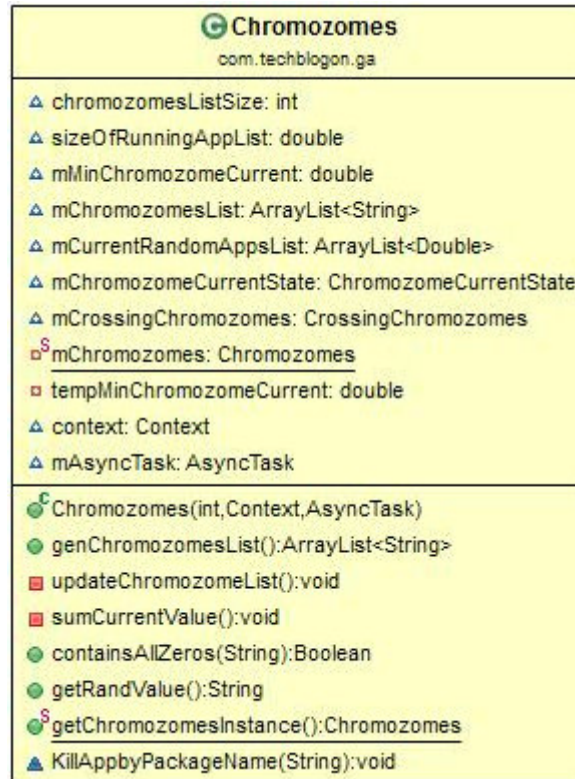 C Chromozomes
com.techblogon.ga
chromozomesListSize: int
sizeOfRunningAppList: double
mMinChromozomeCurrent: double
mChromozomesList: ArrayList<String>
mCurrentRandomAppsList: ArrayList<Double>
mChromozomeCurrentState: ChromozomeCurrentState
mCrossingChromozomes: CrossingChromozomes
S mChromozomes: Chromozomes
tempMinChromozomeCurrent: double
context: Context
mAsyncTask: AsyncTask
C Chromozomes(int,Context,AsyncTask)
genChromozomesList():ArrayList<String>
updateChromozomeList():void
sumCurrentValue():void
containsAllZeros(String):Boolean
getRandValue():String
S getChromozomesInstance():Chromozomes
KillAppbyPackageName(String):void